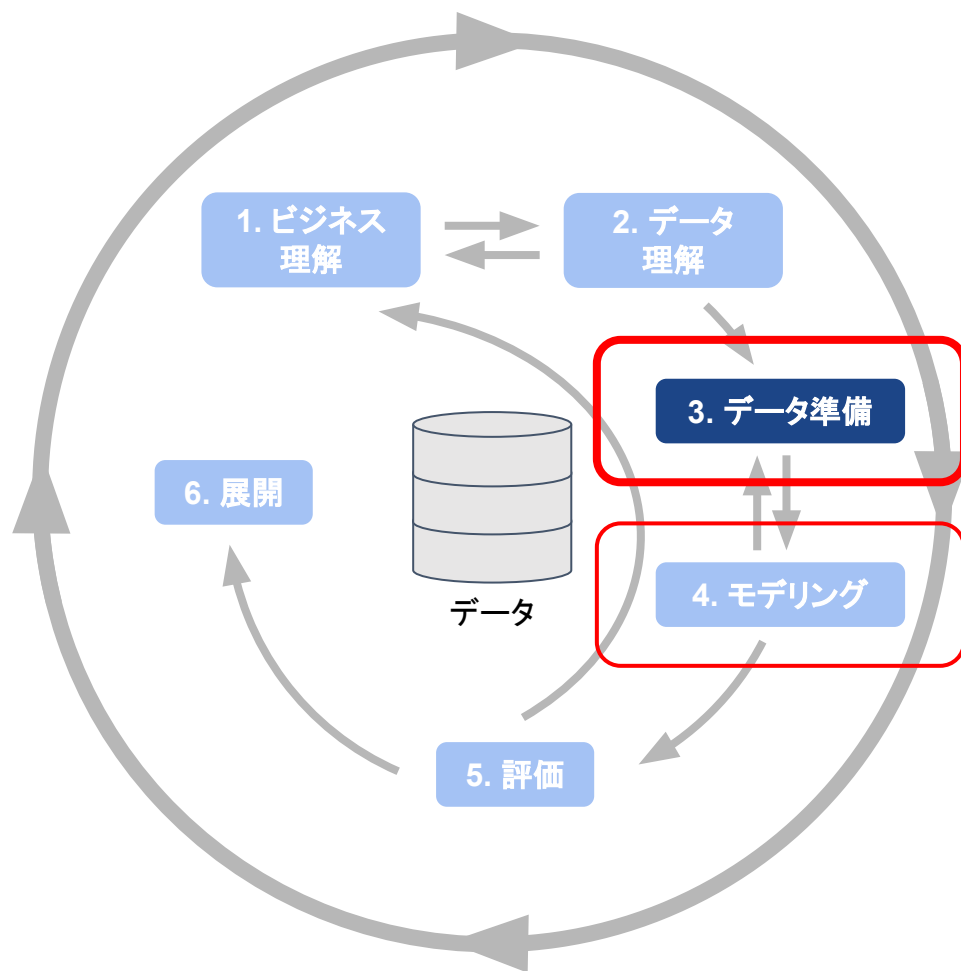 1. ビジネス
理解
2. データ
理解
3. データ準備
6. 展開
4. モデリング
データ
5. 評価